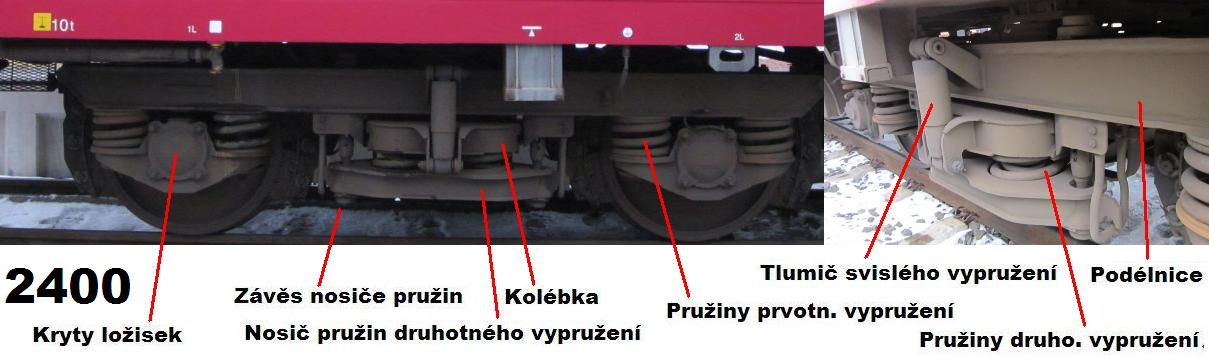 10t
1L
2L
2400
Kryty ložisek
Závěs nosiče pružin
Nosič pružin druhotného vypružení
Kolébka
Pružiny prvotn. vypružení
Tlumič svislého vypružení
Podélnice
Pružiny druho. vypružení